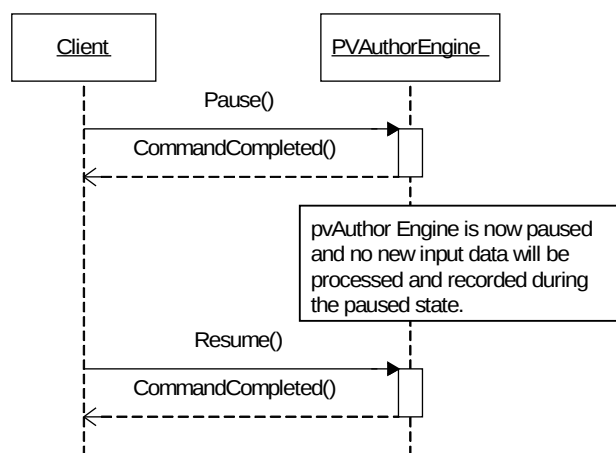 Client
PVAuthorEngine
Pause()
CommandCompleted()
pvAuthor Engine is now paused
and no new input data will be
processed and recorded during
the paused state.
Resume()
CommandCompleted()